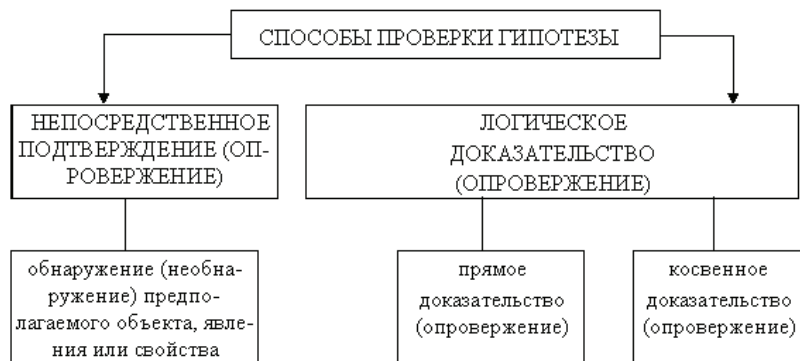 СПОСОБЫ ПРОВЕРКИ ГИПОТЕЗЫ
НЕПОСРЕДСТВЕННОЕ
ПОДТВЕРЖДЕНИЕ (ОП-
РОВЕРЖЕНИЕ)
ЛОГИЧЕСКОЕ
ДОКАЗАТЕЛЬСТВО
(ОПРОВЕРЖЕНИЕ)
обнаружение (необна-
ружение) предпо-
лагаемого объекта, явле-
ния или свойства
прямое
доказательство
(опровержение)
косвенное
доказательство
(опровержение)